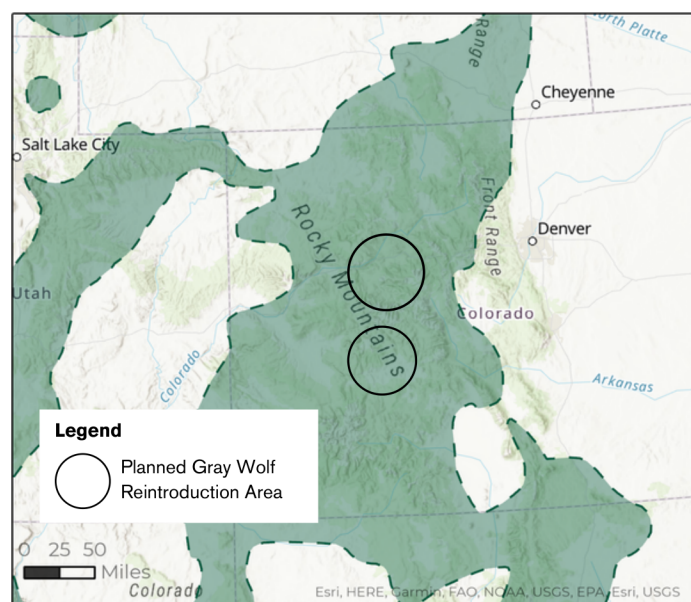 North Platte
Range
Cheyenne
Salt Lake City
Front Range
Rocky Mountains
Denver
Utah
Colorado
Colorado
Arkansas
Legend
Planned Gray Wolf
Reintroduction Area
0 25 50
Miles
Colorado
Esri, HERE, Garmin, FAO, NOAA, USGS, EPA, Esri, USGS